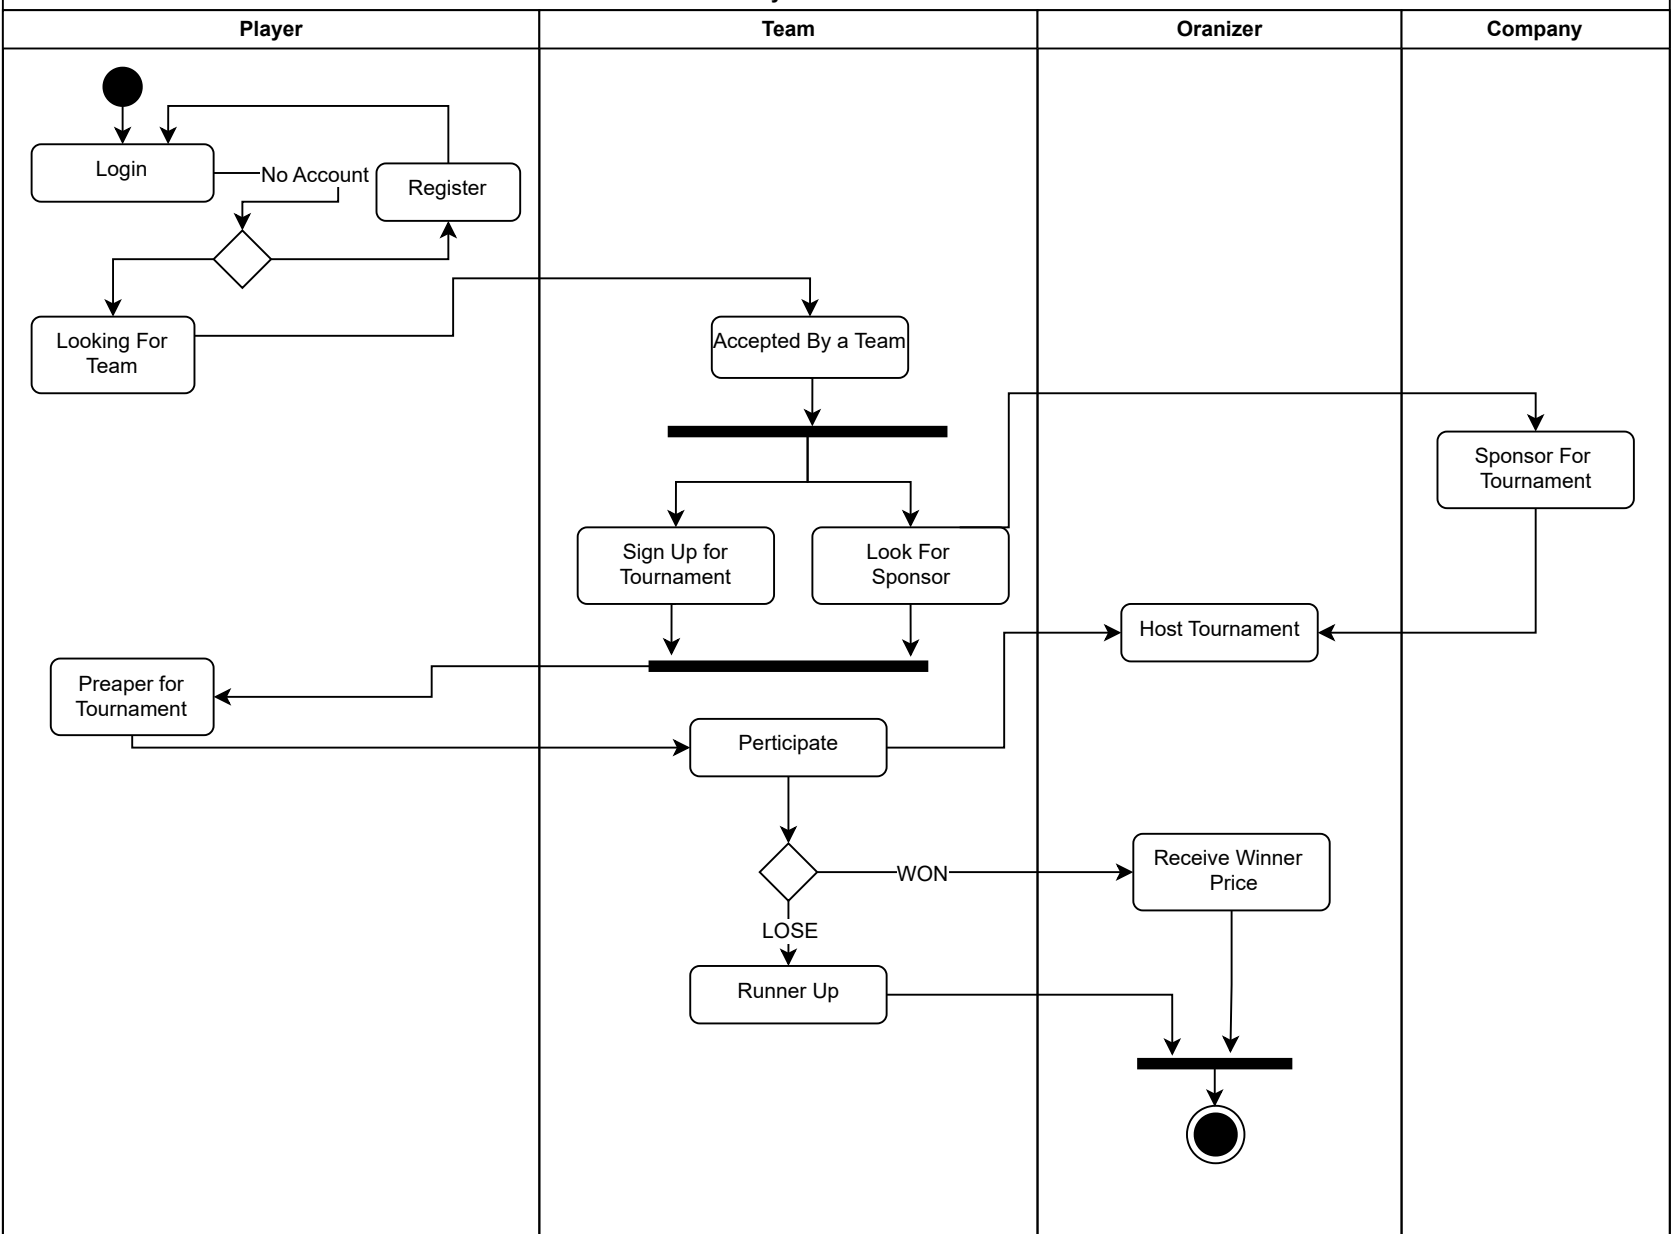 Player
Team
Oranizer
Company
Login
No Account
Register
Looking For
Team
Accepted By a Team
Sponsor For
Tournament
Sign Up for
Tournament
Look For
Sponsor
Host Tournament
Preaper for
Tournament
Perticipate
WON
Receive Winner
Price
LOSE
Runner Up